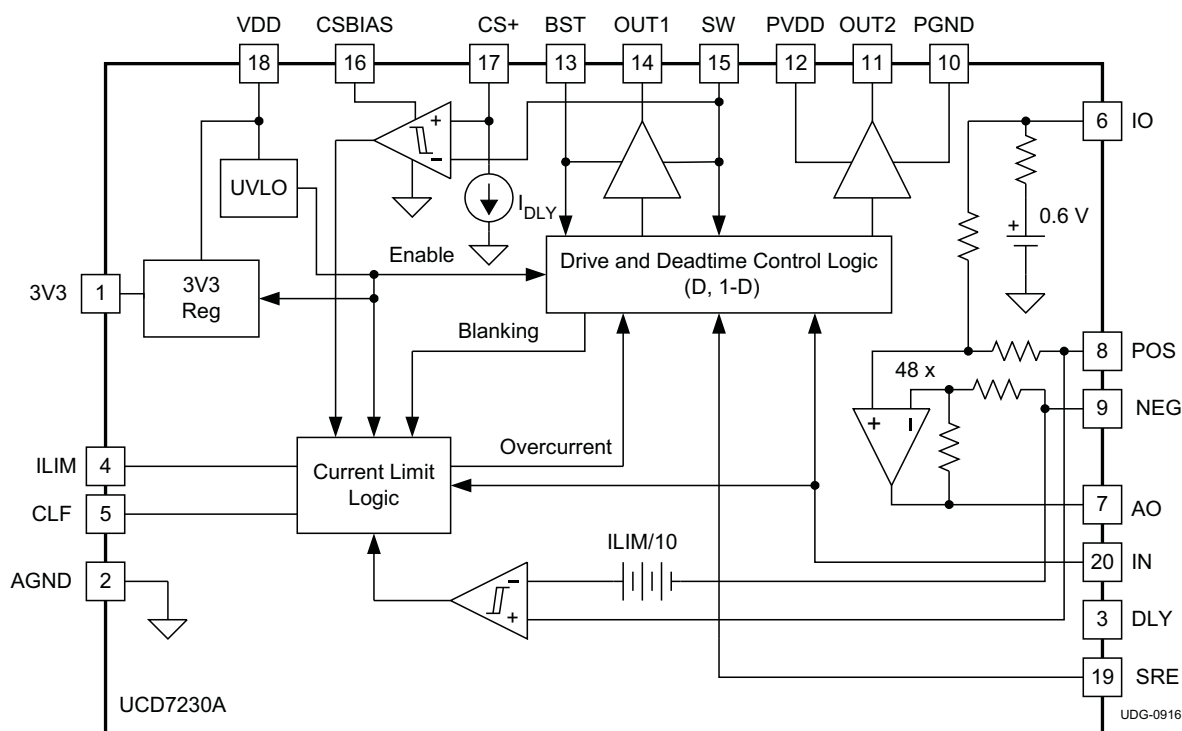 VDD CSBIAS CS+ BST OUT1 SW PVDD OUT2 PGND
18 16 17 13 14 15 12 11 10
6 IO
+
-
UVLO
I_DLY
+ 0.6 V
Enable
Drive and Deadtime Control Logic
(D, 1-D)
3V3 1
3V3
Reg
Blanking
8 POS
48 x
9 NEG
+ -
Overcurrent
ILIM 4
Current Limit
Logic
CLF 5
7 AO
ILIM/10
20 IN
AGND 2
-
+
3 DLY
19 SRE
UCD7230A
UDG-0916